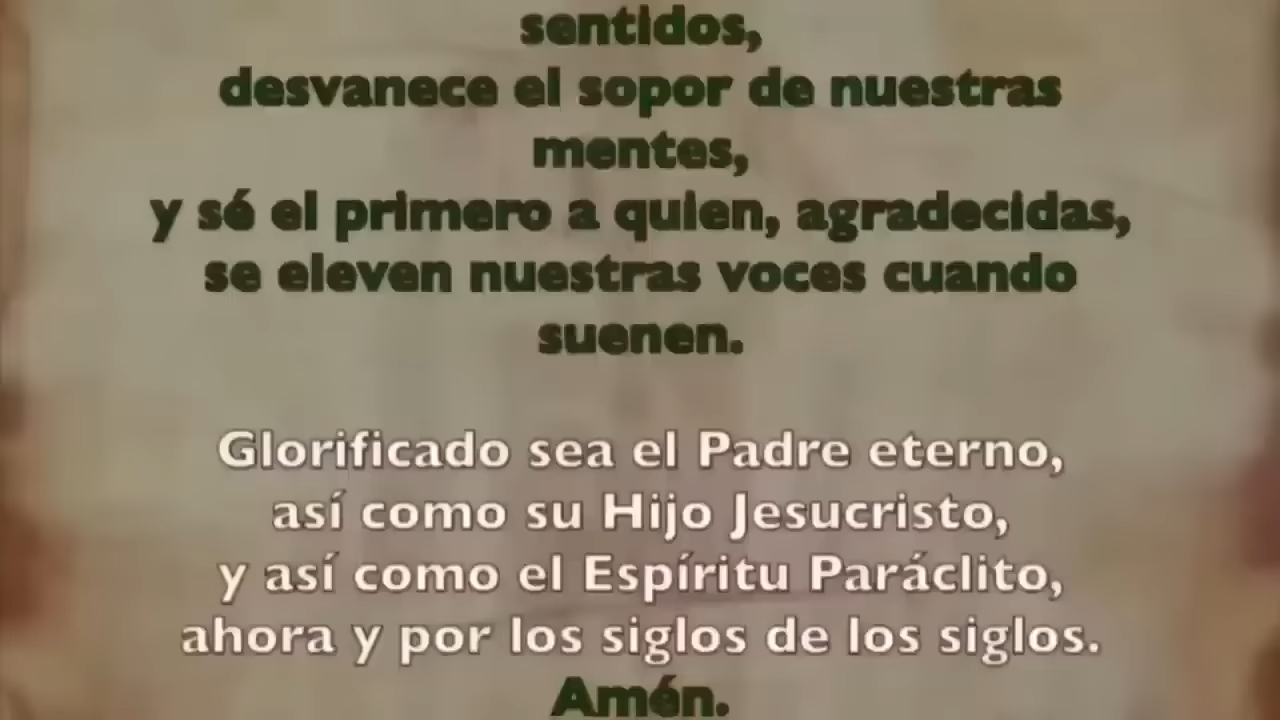 sentidos,
desvanece el sopor de nuestras
mentes,
y sé el primero a quien, agradecidas,
se eleven nuestras voces cuando
suenen.
Glorificado sea el Padre eterno,
así como su Hijo Jesucristo,
y así como el Espíritu Paráclito,
ahora y por los siglos de los siglos.
Amén.